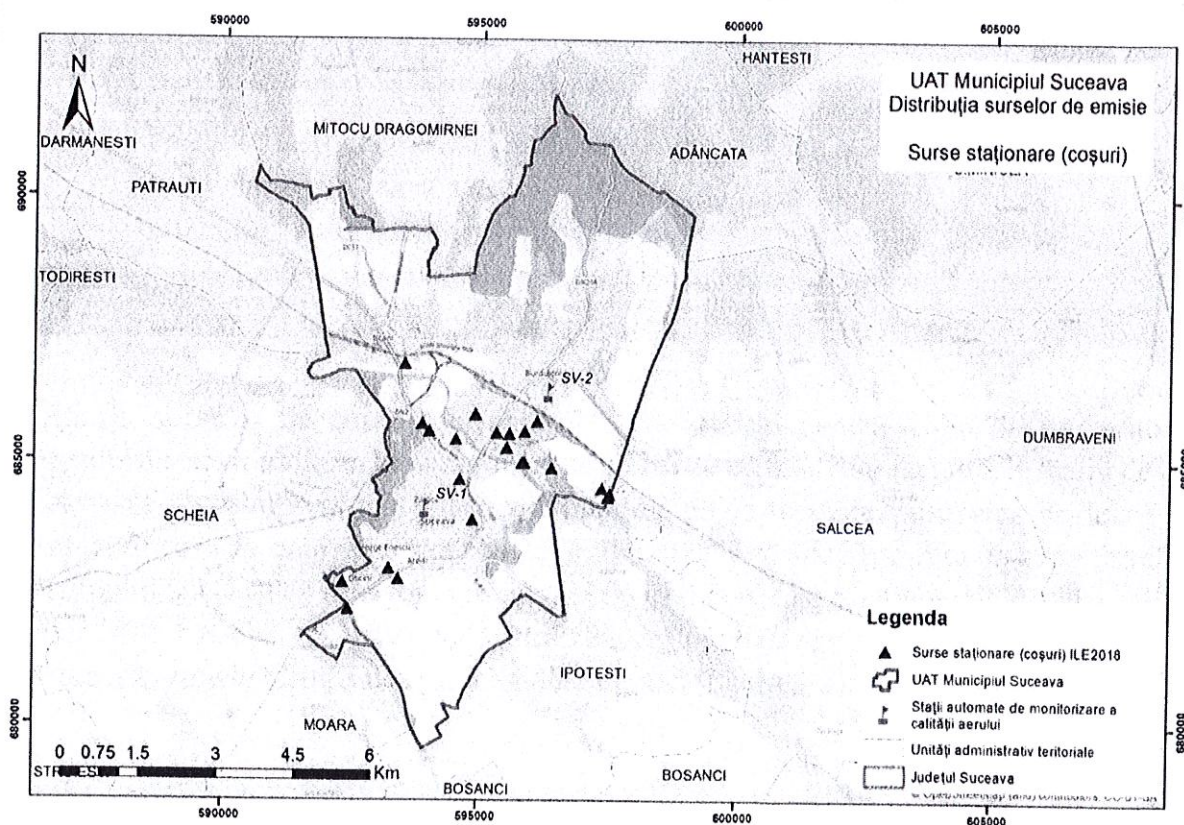 590000 595000 600000 605000
N
UAT Municipiul Suceava
Distribuția surselor de emisie
Surse staționare (coșuri)
HANTESTI
DARMANESTI
MITOCU DRAGOMIRNEI
ADÂNCATA
PATRAUTI
690000
TODIRESTI
Burdujeni
SV-2
DUMBRAVENI
685000
685000
SV-1
SCHEIA
Suceava
SALCEA
Legenda
Surse staționare (coșuri) ILE2018
UAT Municipiul Suceava
Stații automate de monitorizare a
calității aerului
Unități administrativ teritoriale
Județul Suceava
IPOTESTI
MOARA
680000
680000
0 0.75 1.5 3 4.5 6
Km
BOSANCI
BOSANCI
590000 595000 600000 605000